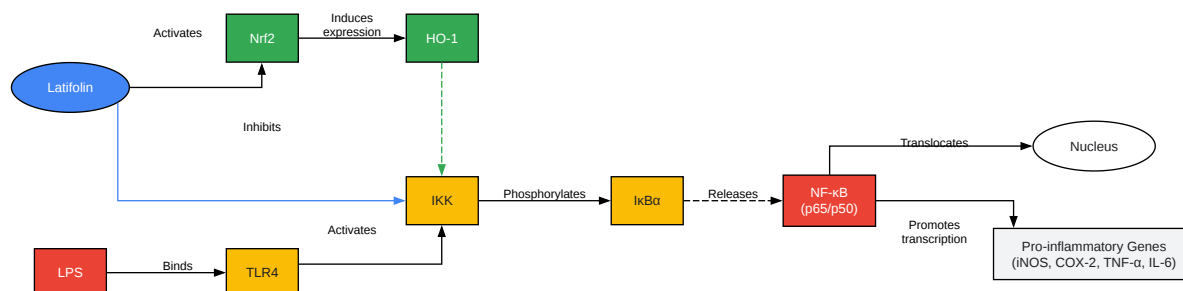 Induces
expression
Activates
Nrf2
HO-1
Latifolin
Inhibits
Translocates
Nucleus
IKK
Phosphorylates
IκBα
Releases
NF-κB
(p65/p50)
Activates
Promotes
transcription
LPS
Binds
TLR4
Pro-inflammatory Genes
(iNOS, COX-2, TNF-α, IL-6)